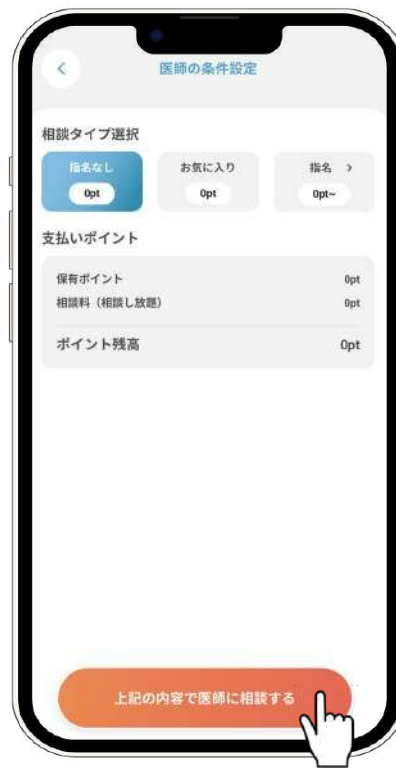 医師の条件設定
相談タイプ選択
指名なし お気に入り 指名 >
0pt 0pt 0pt~
支払いポイント
保有ポイント 0pt
相談料（相談し放題） 0pt
ポイント残高 0pt
上記の内容で医師に相談する